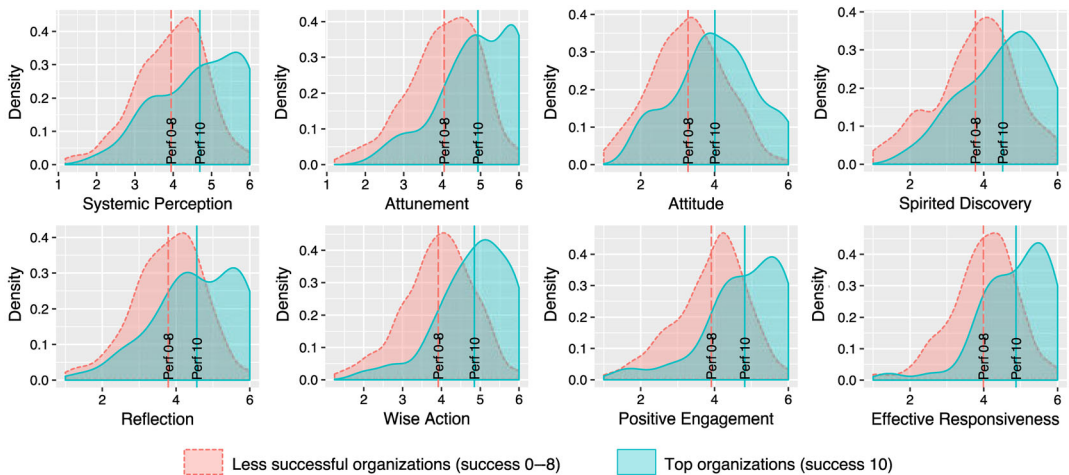 Density
0.4
0.3
0.2
0.1
0.0
Perf 0-8
Perf 10
1 2 3 4 5 6
Systemic Perception
Density
0.4
0.3
0.2
0.1
0.0
Perf 0-8
Perf 10
2 3 4 5 6
Attunement
Density
0.4
0.3
0.2
0.1
0.0
Perf 0-8
Perf 10
2 4 6
Attitude
Density
0.4
0.3
0.2
0.1
0.0
Perf 0-8
Perf 10
2 4 6
Spirited Discovery
Density
0.4
0.3
0.2
0.1
0.0
Perf 0-8
Perf 10
2 4 6
Reflection
Density
0.4
0.3
0.2
0.1
0.0
Perf 0-8
Perf 10
2 3 4 5 6
Wise Action
Density
0.4
0.3
0.2
0.1
0.0
Perf 0-8
Perf 10
2 4 6
Positive Engagement
Density
0.4
0.3
0.2
0.1
0.0
Perf 0-8
Perf 10
2 4 6
Effective Responsiveness
Less successful organizations (success 0–8)
Top organizations (success 10)